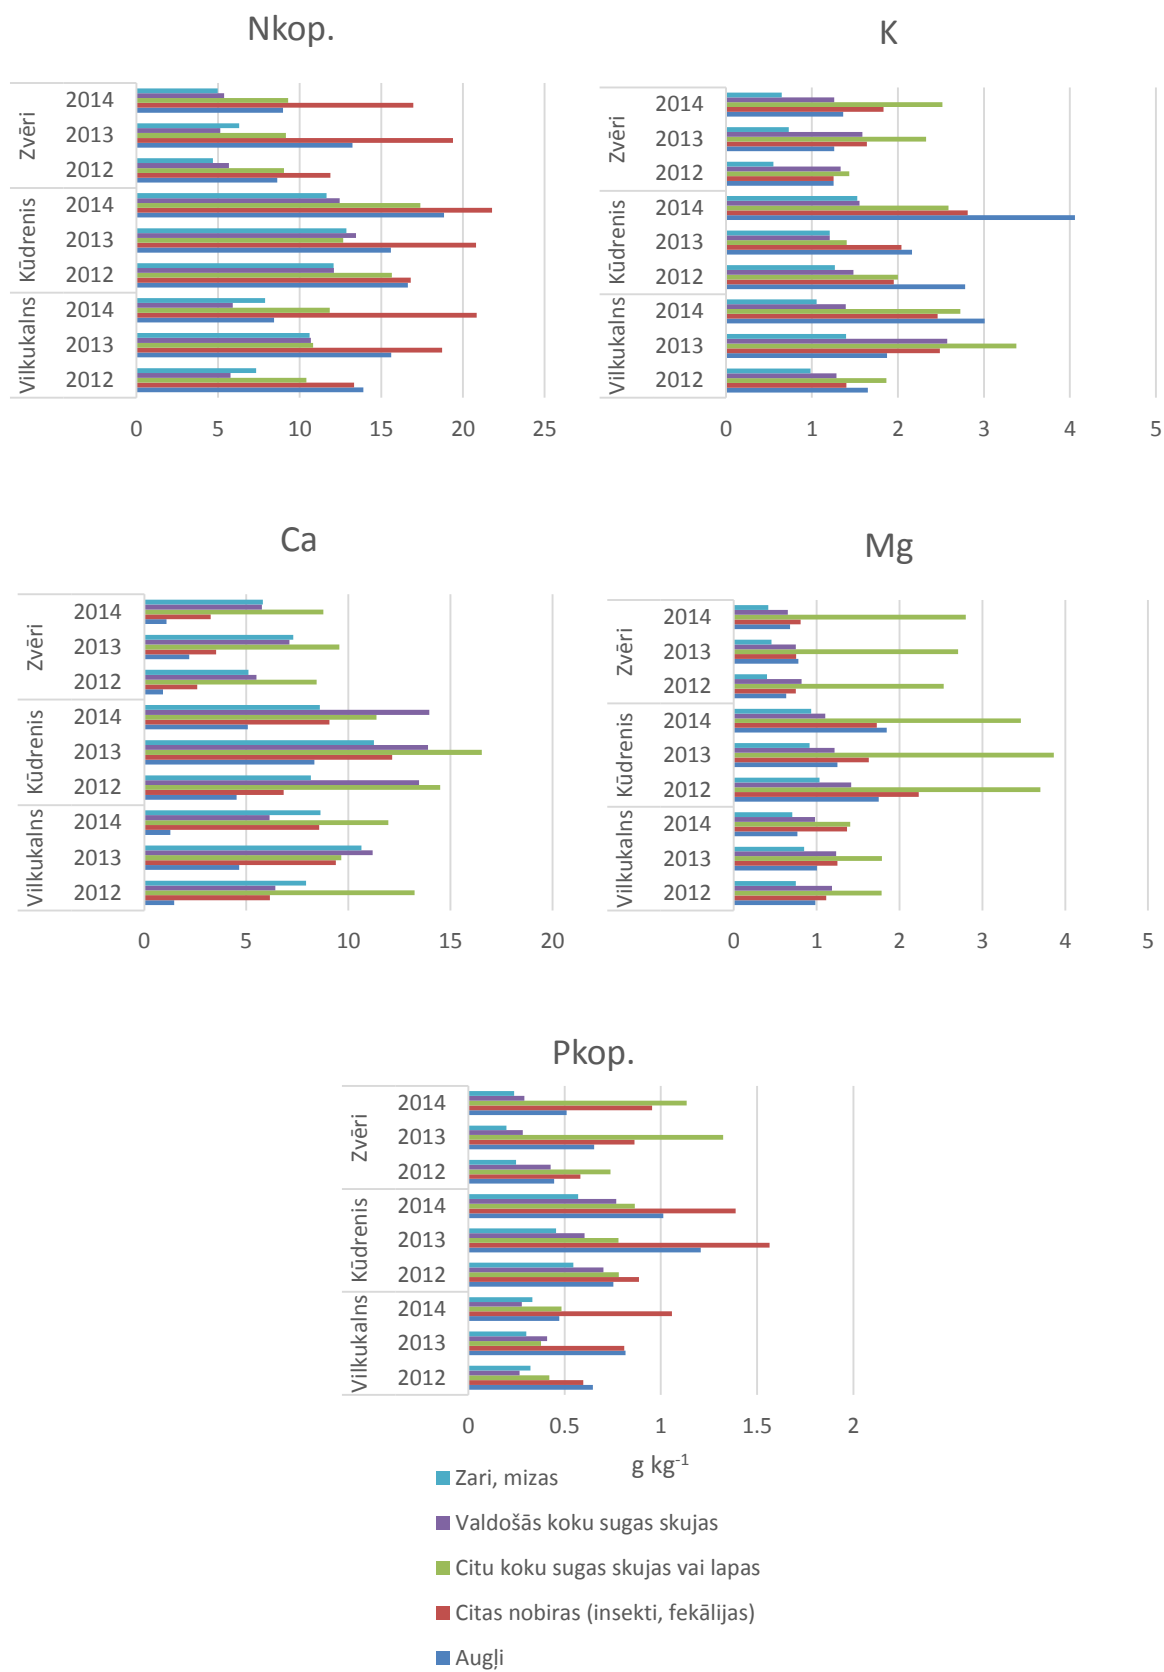 Nkop.
Zvēri
2014
2013
2012
Kūdrenis
2014
2013
2012
Vilkukalns
2014
2013
2012
0 5 10 15 20 25
K
Zvēri
2014
2013
2012
Kūdrenis
2014
2013
2012
Vilkukalns
2014
2013
2012
0 1 2 3 4 5
Ca
Zvēri
2014
2013
2012
Kūdrenis
2014
2013
2012
Vilkukalns
2014
2013
2012
0 5 10 15 20
Mg
Zvēri
2014
2013
2012
Kūdrenis
2014
2013
2012
Vilkukalns
2014
2013
2012
0 1 2 3 4 5
Pkop.
Zvēri
2014
2013
2012
Kūdrenis
2014
2013
2012
Vilkukalns
2014
2013
2012
0 0.5 1 1.5 2
g kg⁻¹
Zari, mizas
Valdošās koku sugas skujas
Citu koku sugas skujas vai lapas
Citas nobiras (insekti, fekālijas)
Augļi